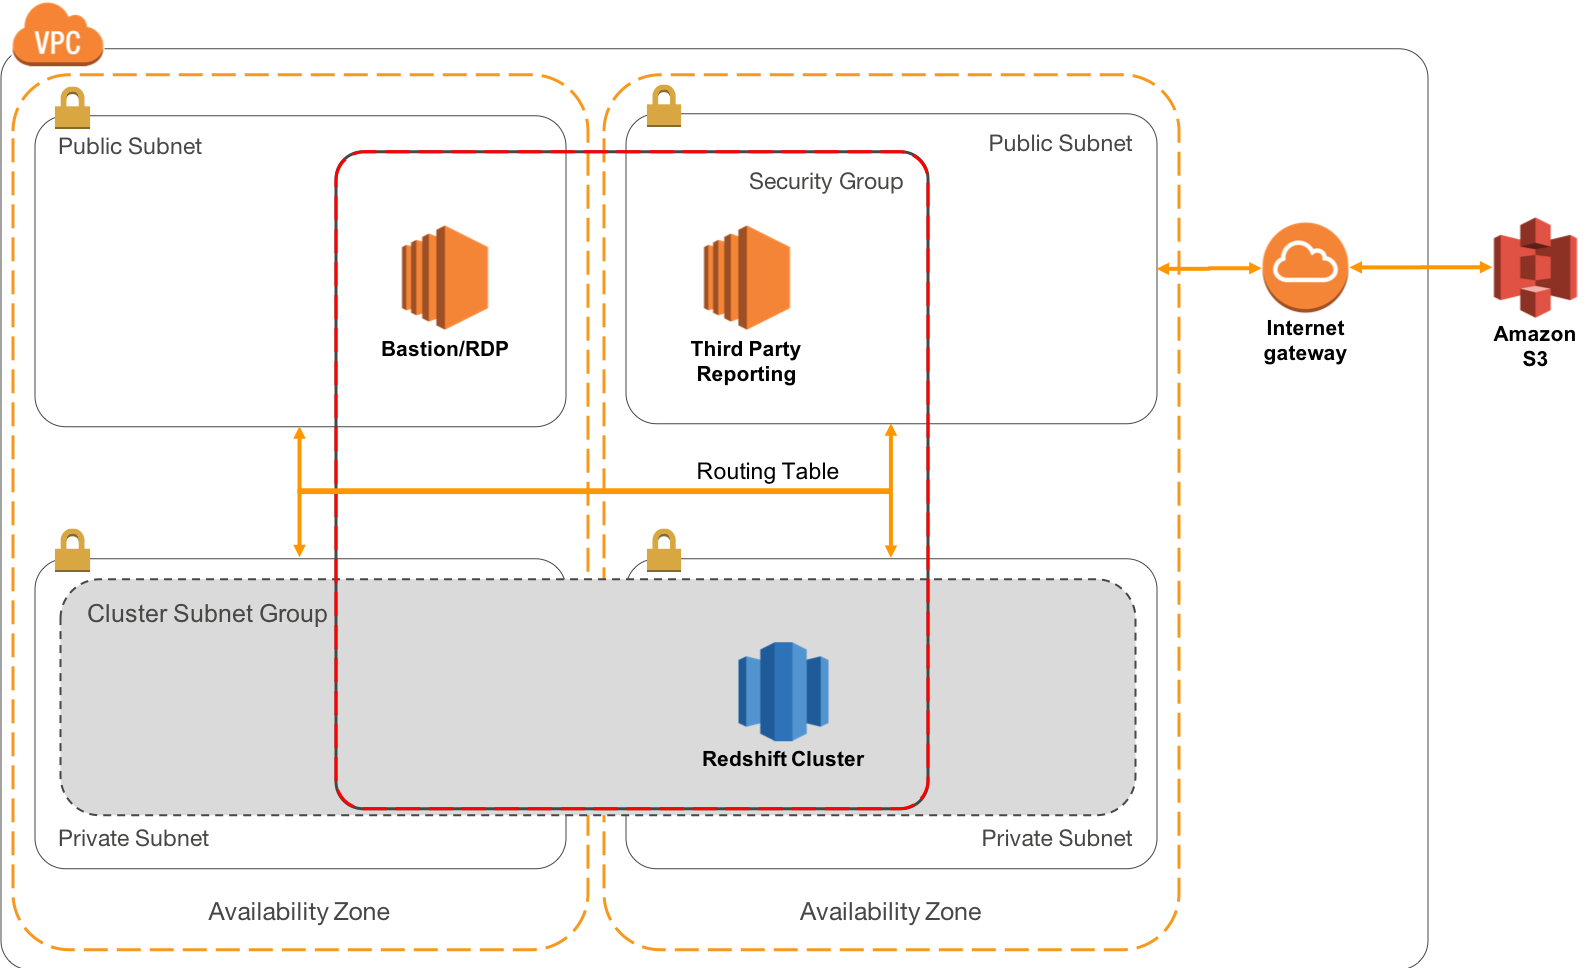 VPC
Public Subnet
Public Subnet
Security Group
Bastion/RDP
Third Party
Reporting
Internet
gateway
Amazon
S3
Routing Table
Cluster Subnet Group
Redshift Cluster
Private Subnet
Private Subnet
Availability Zone
Availability Zone